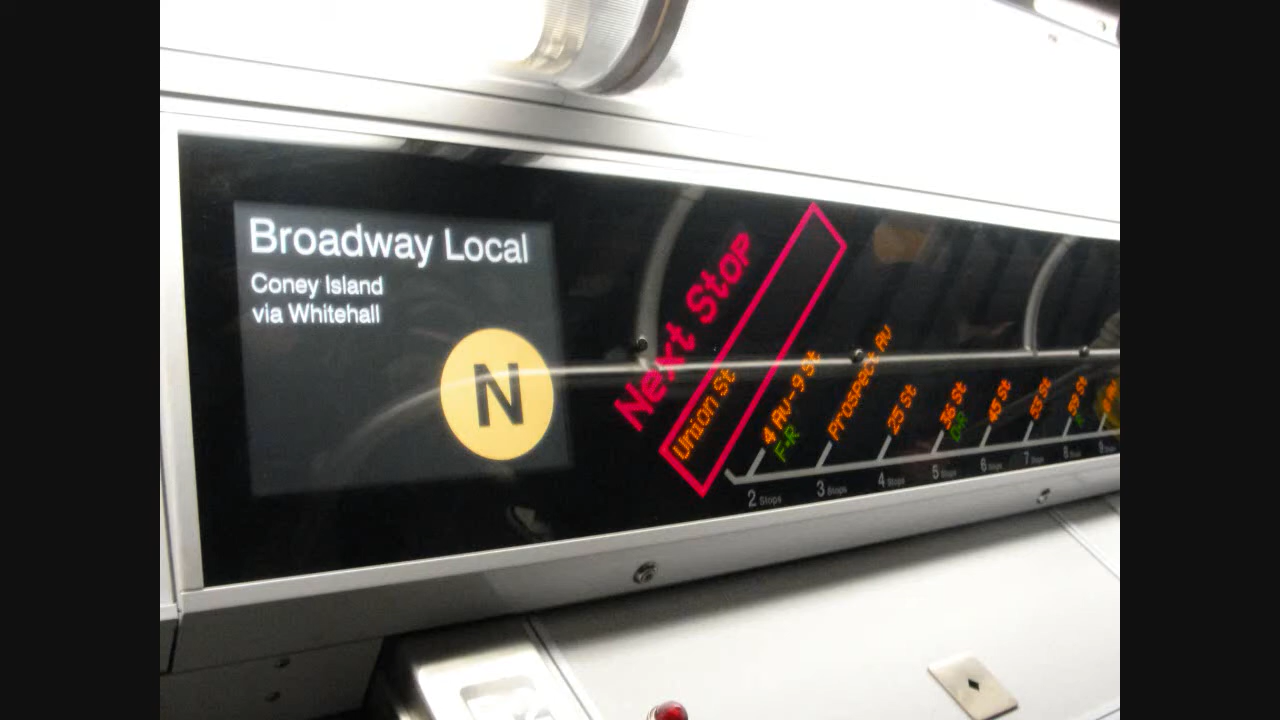 Broadway Local
Coney Island
via Whitehall
N
Next Stop
Union St
4 Av-9 St
F•R
Prospect Av
25 St
36 St
D•R
45 St
53 St
59 St
2 Stops
3 Stops
4 Stops
5 Stops
6 Stops
7 Stops
8 Stops
9 Stops